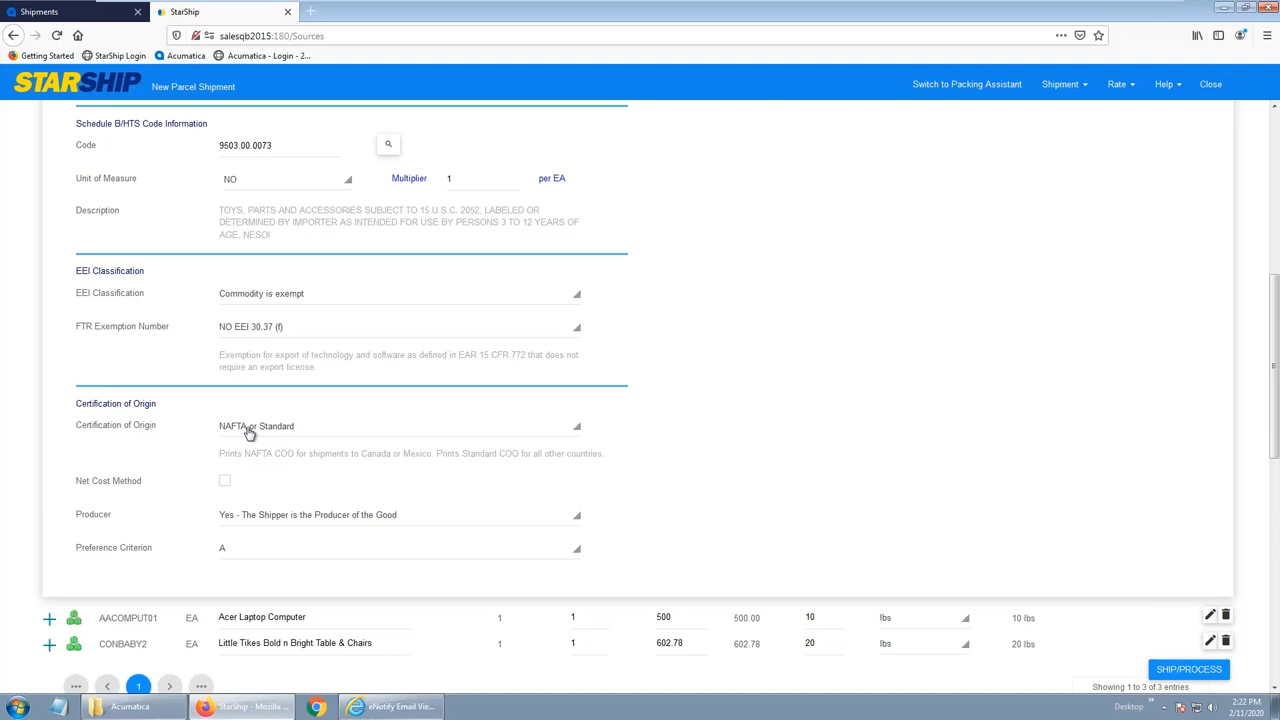 Shipments
StarShip
salesqb2015:180/Sources
Getting Started StarShip Login Acumatica Acumatica - Login - 2...
STARSHIP New Parcel Shipment Switch to Packing Assistant Shipment Rate Help Close
Schedule B/HTS Code Information
Code 9503.00.0073
Unit of Measure NO Multiplier 1 per EA
Description TOYS, PARTS AND ACCESSORIES SUBJECT TO 15 U.S.C. 2052, LABELED OR
DETERMINED BY IMPORTER AS INTENDED FOR USE BY PERSONS 3 TO 12 YEARS OF
AGE, NESOI
EEI Classification
EEI Classification Commodity is exempt
FTR Exemption Number NO EEI 30.37 (f)
Exemption for export of technology and software as defined in EAR 15 CFR 772 that does not
require an export license.
Certification of Origin
Certification of Origin NAFTA or Standard
Prints NAFTA COO for shipments to Canada or Mexico. Prints Standard COO for all other countries.
Net Cost Method
Producer Yes - The Shipper is the Producer of the Good
Preference Criterion A
AACOMPUT01 EA Acer Laptop Computer 1 1 500 500.00 10 lbs 10 lbs
CONBABY2 EA Little Tikes Bold n Bright Table & Chairs 1 1 602.78 602.78 20 lbs 20 lbs
SHIP/PROCESS
1
Showing 1 to 3 of 3 entries
Acumatica StarShip - Mozilla ... eNotify Email Vie... Desktop 2:22 PM
2/11/2020